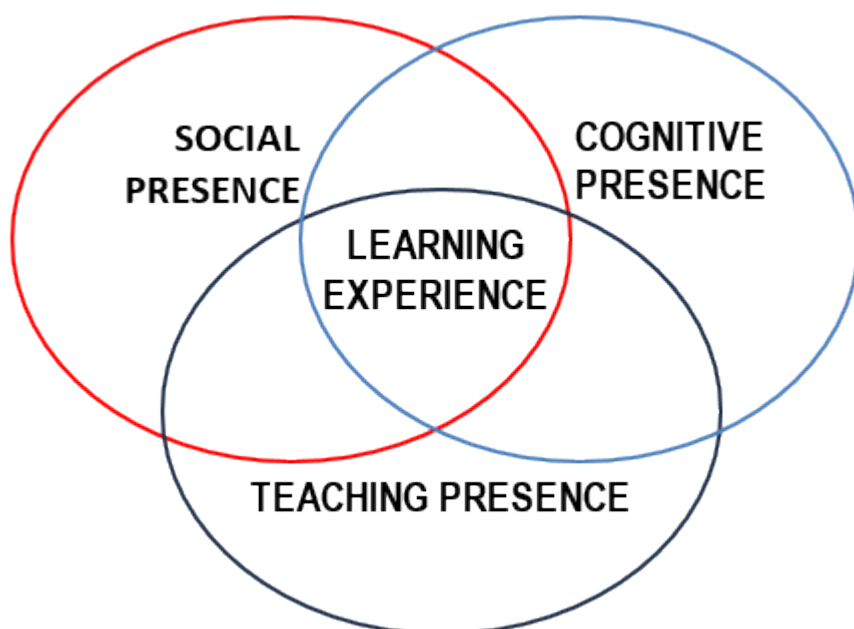 SOCIAL
PRESENCE
COGNITIVE
PRESENCE
LEARNING
EXPERIENCE
TEACHING PRESENCE